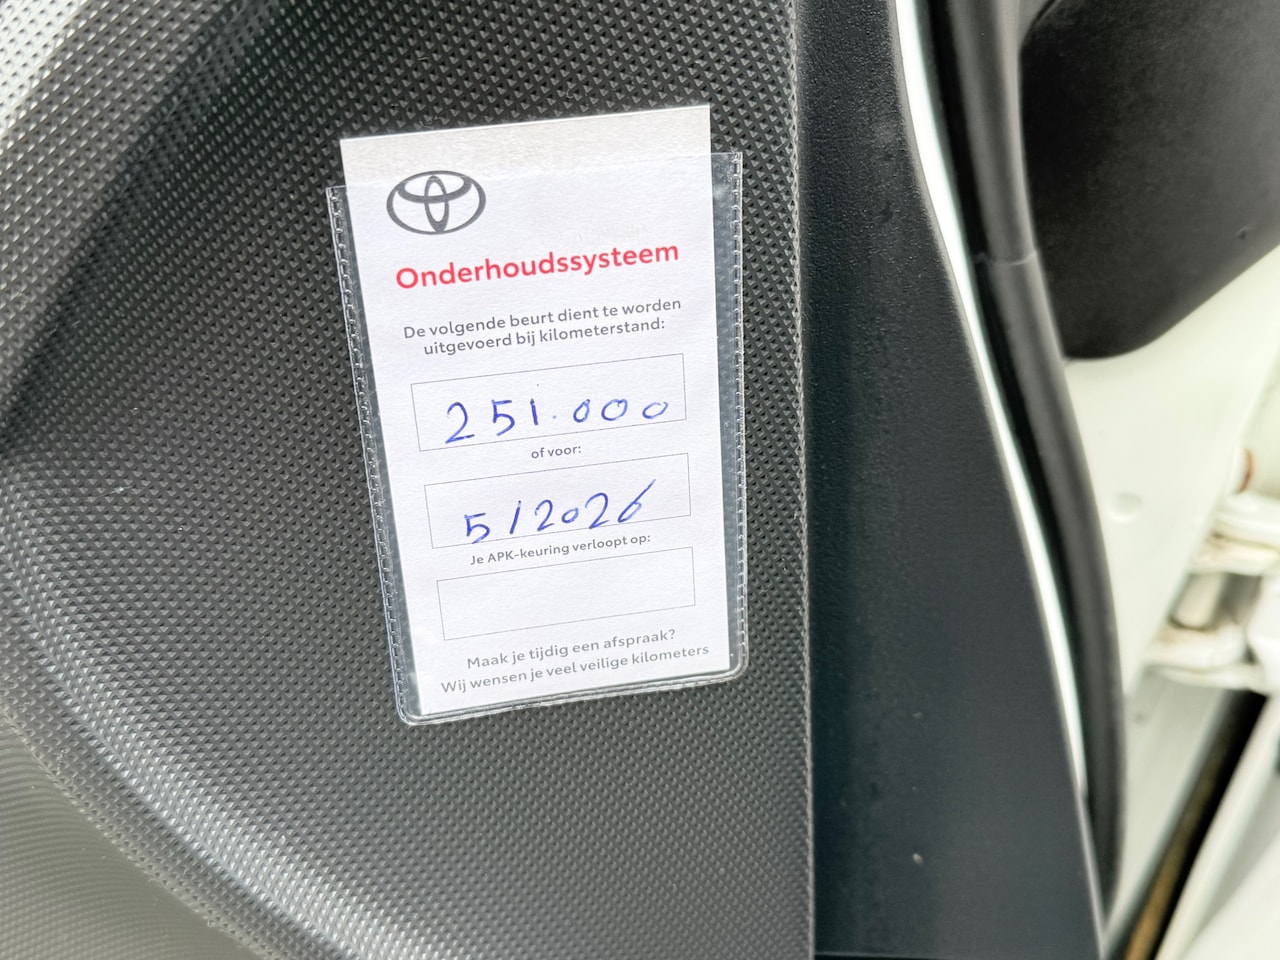 Onderhoudssysteem
De volgende beurt dient te worden
uitgevoerd bij kilometerstand:
251.000
of voor:
5/2026
Je APK-keuring verloopt op:
Maak je tijdig een afspraak?
Wij wensen je veel veilige kilometers